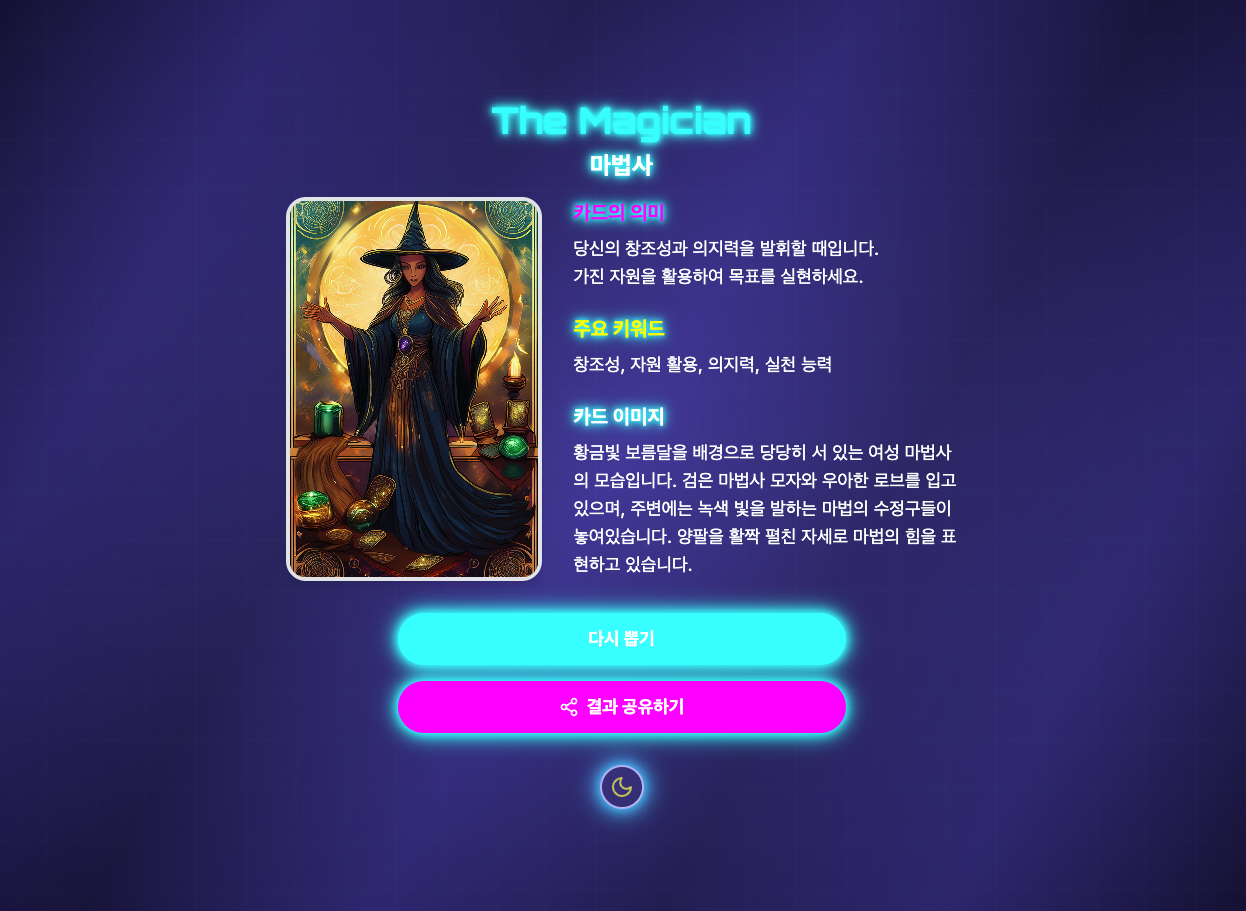 The Magician
마법사
카드의 의미
당신의 창조성과 의지력을 발휘할 때입니다.
가진 자원을 활용하여 목표를 실현하세요.
주요 키워드
창조성, 자원 활용, 의지력, 실천 능력
카드 이미지
황금빛 보름달을 배경으로 당당히 서 있는 여성 마법사
의 모습입니다. 검은 마법사 모자와 우아한 로브를 입고
있으며, 주변에는 녹색 빛을 발하는 마법의 수정구들이
놓여있습니다. 양팔을 활짝 펼친 자세로 마법의 힘을 표
현하고 있습니다.
다시 뽑기
결과 공유하기